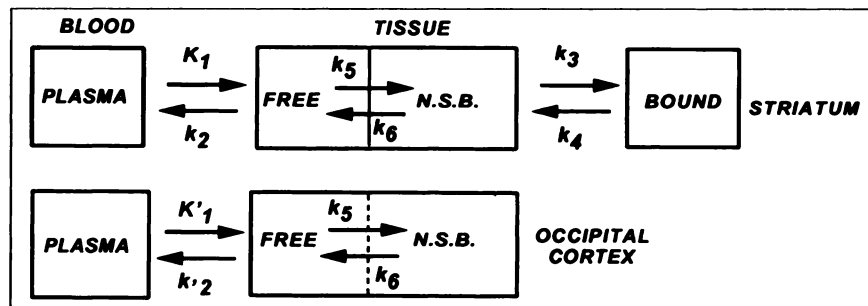 BLOOD TISSUE
K1 k5 k3
PLASMA FREE N.S.B. BOUND STRIATUM
k2 k6 k4
K'1 k5
PLASMA FREE N.S.B. OCCIPITAL
CORTEX
k'2 k6